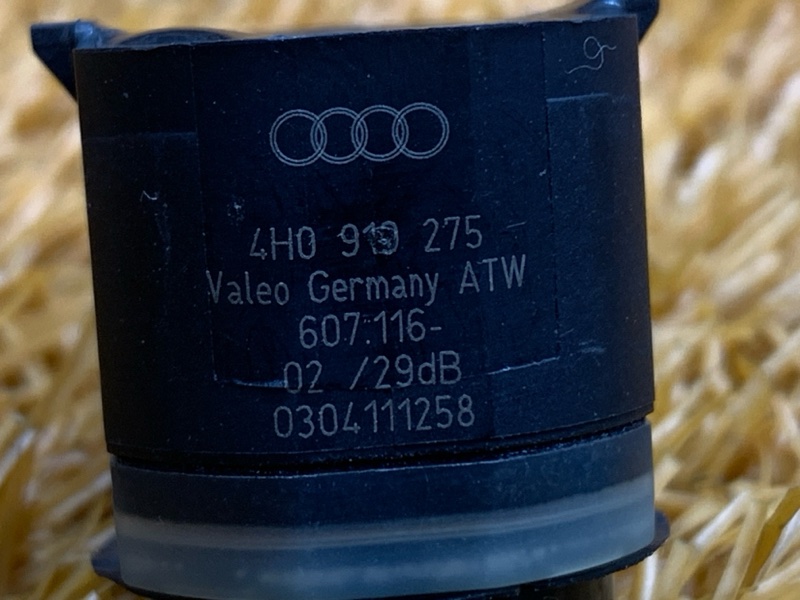 4H0 919 275
Valeo Germany ATW
607.116-
02 /29dB
0304111258